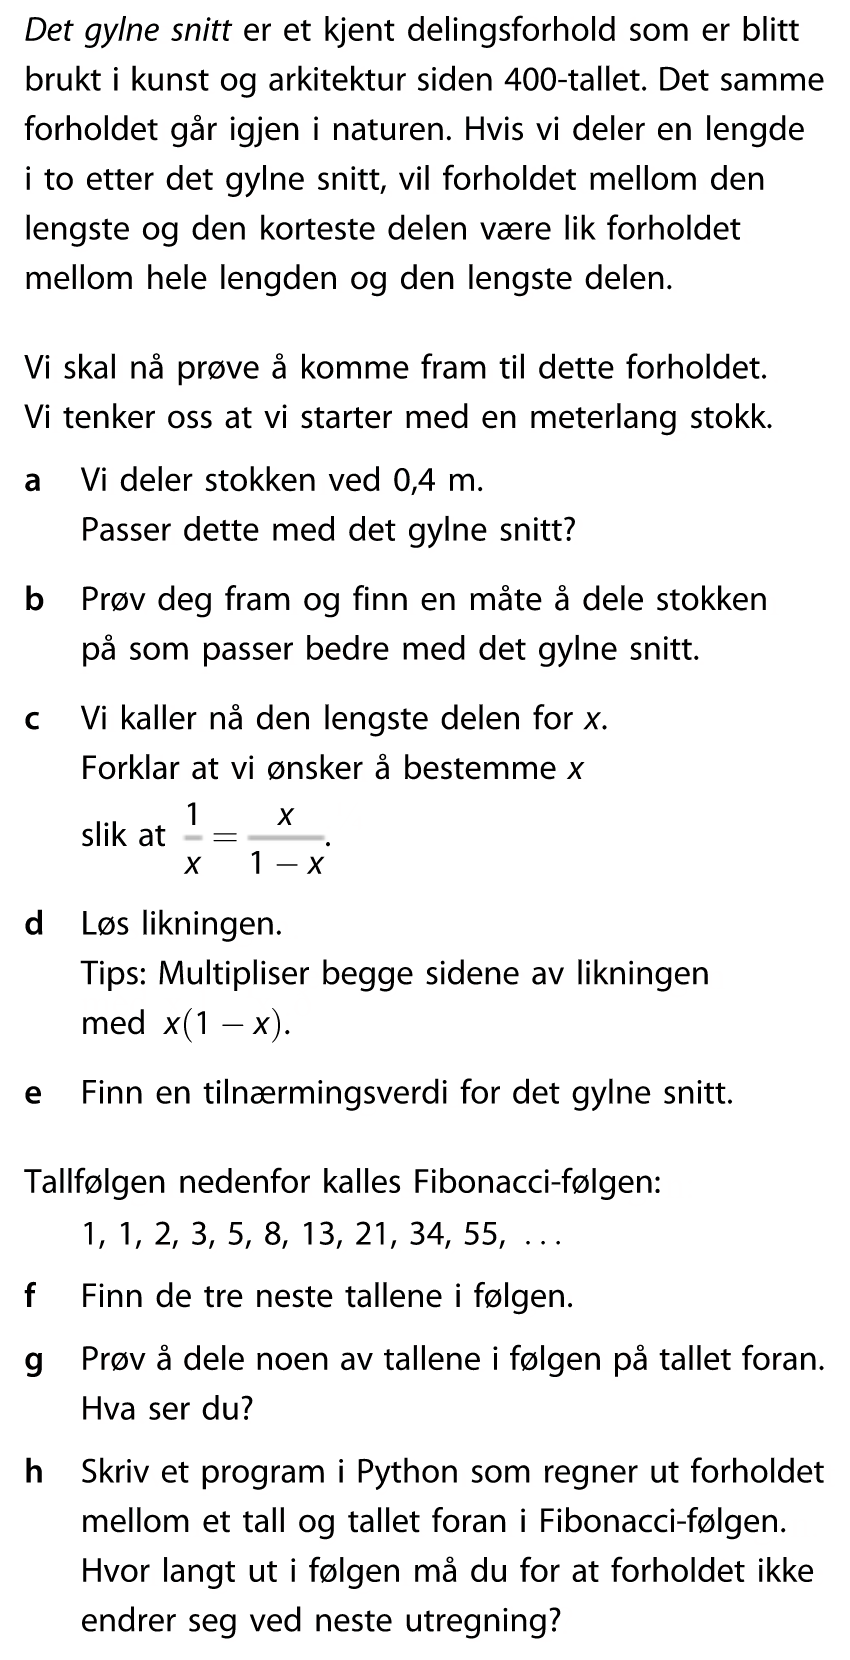 Det gylne snitt er et kjent delingsforhold som er blitt
brukt i kunst og arkitektur siden 400-tallet. Det samme
forholdet går igjen i naturen. Hvis vi deler en lengde
i to etter det gylne snitt, vil forholdet mellom den
lengste og den korteste delen være lik forholdet
mellom hele lengden og den lengste delen.
Vi skal nå prøve å komme fram til dette forholdet.
Vi tenker oss at vi starter med en meterlang stokk.
a Vi deler stokken ved 0,4 m.
Passer dette med det gylne snitt?
b Prøv deg fram og finn en måte å dele stokken
på som passer bedre med det gylne snitt.
c Vi kaller nå den lengste delen for x.
Forklar at vi ønsker å bestemme x
slik at 1/x = x/(1 − x).
d Løs likningen.
Tips: Multipliser begge sidene av likningen
med x(1 − x).
e Finn en tilnærmingsverdi for det gylne snitt.
Tallfølgen nedenfor kalles Fibonacci-følgen:
1, 1, 2, 3, 5, 8, 13, 21, 34, 55, ...
f Finn de tre neste tallene i følgen.
g Prøv å dele noen av tallene i følgen på tallet foran.
Hva ser du?
h Skriv et program i Python som regner ut forholdet
mellom et tall og tallet foran i Fibonacci-følgen.
Hvor langt ut i følgen må du for at forholdet ikke
endrer seg ved neste utregning?